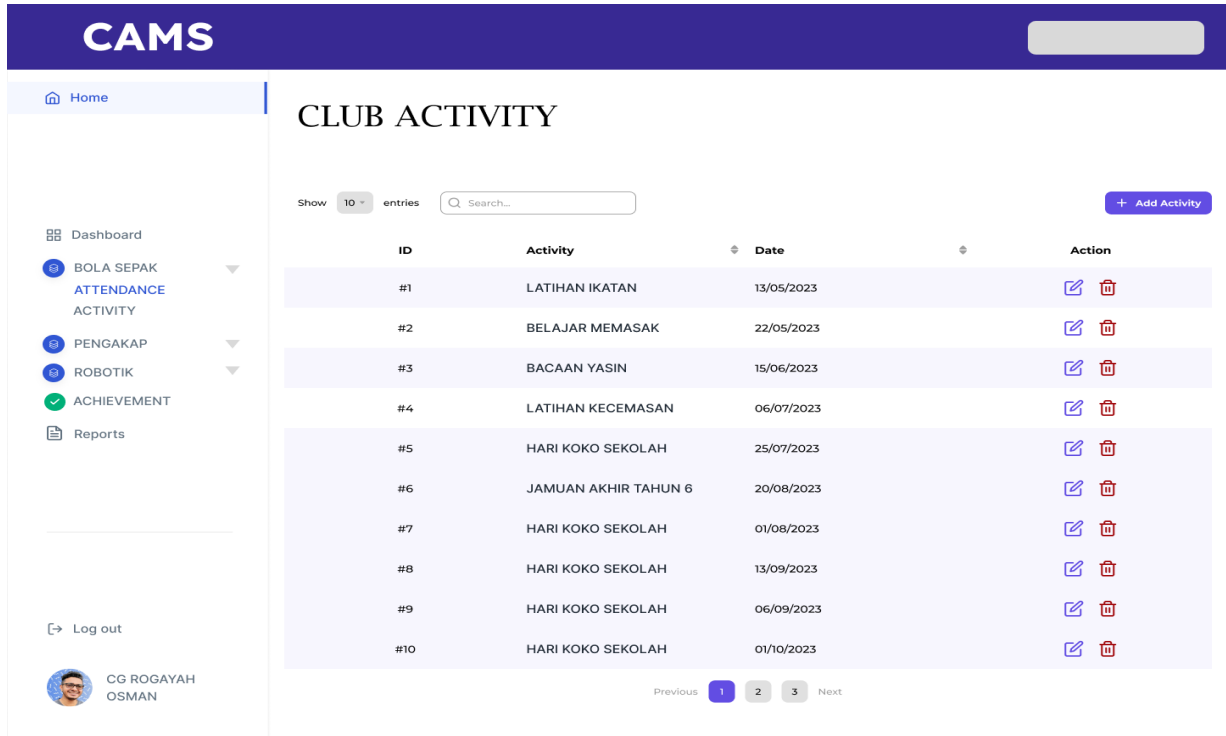 CAMS
Home
CLUB ACTIVITY
Show 10 entries Search... + Add Activity
Dashboard
BOLA SEPAK
ATTENDANCE
ACTIVITY
PENGAKAP
ROBOTIK
ACHIEVEMENT
Reports
Log out
CG ROGAYAH
OSMAN
ID Activity Date Action
#1 LATIHAN IKATAN 13/05/2023
#2 BELAJAR MEMASAK 22/05/2023
#3 BACAAN YASIN 15/06/2023
#4 LATIHAN KECEMASAN 06/07/2023
#5 HARI KOKO SEKOLAH 25/07/2023
#6 JAMUAN AKHIR TAHUN 6 20/08/2023
#7 HARI KOKO SEKOLAH 01/08/2023
#8 HARI KOKO SEKOLAH 13/09/2023
#9 HARI KOKO SEKOLAH 06/09/2023
#10 HARI KOKO SEKOLAH 01/10/2023
Previous 1 2 3 Next